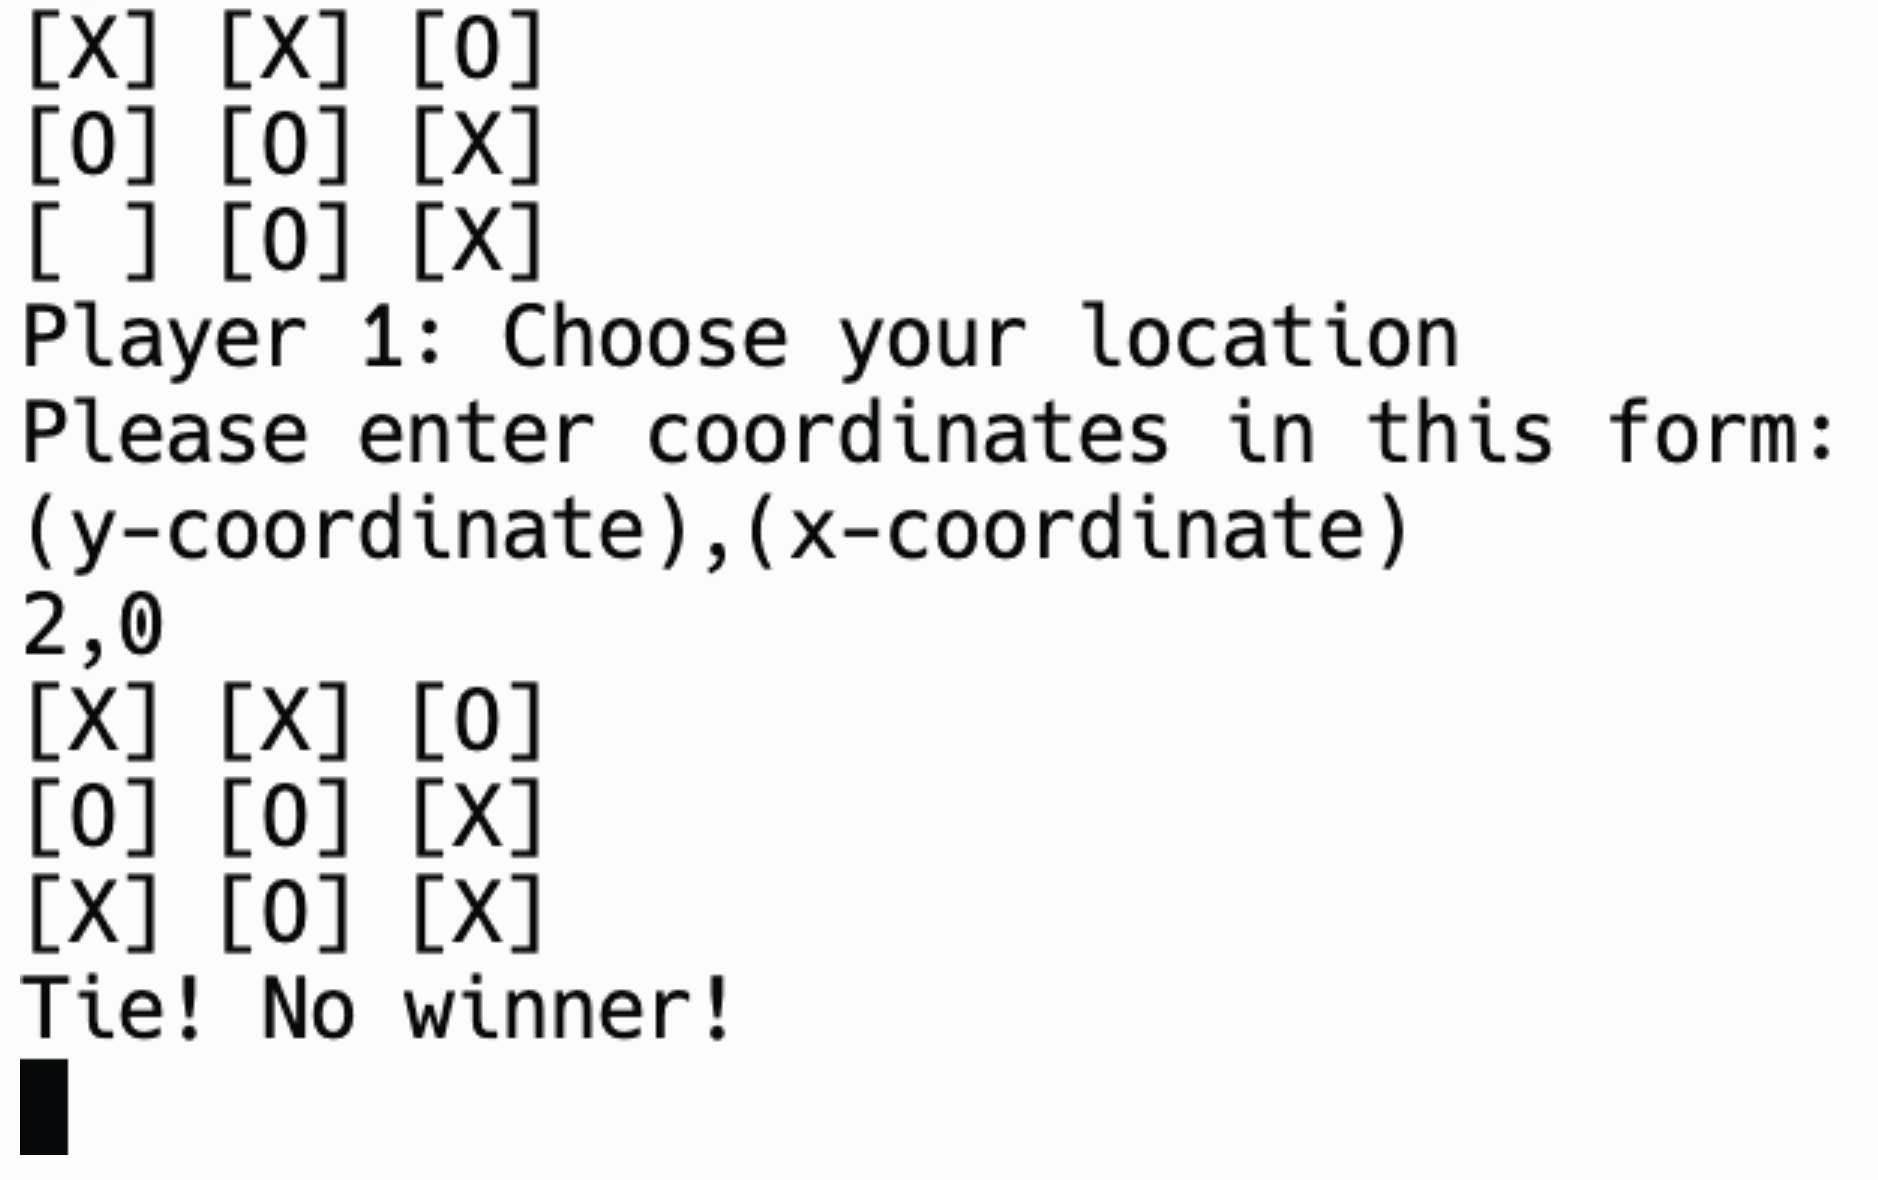 [X] [X] [O]
[O] [O] [X]
[ ] [O] [X]
Player 1: Choose your location
Please enter coordinates in this form:
(y-coordinate),(x-coordinate)
2,0
[X] [X] [O]
[O] [O] [X]
[X] [O] [X]
Tie! No winner!